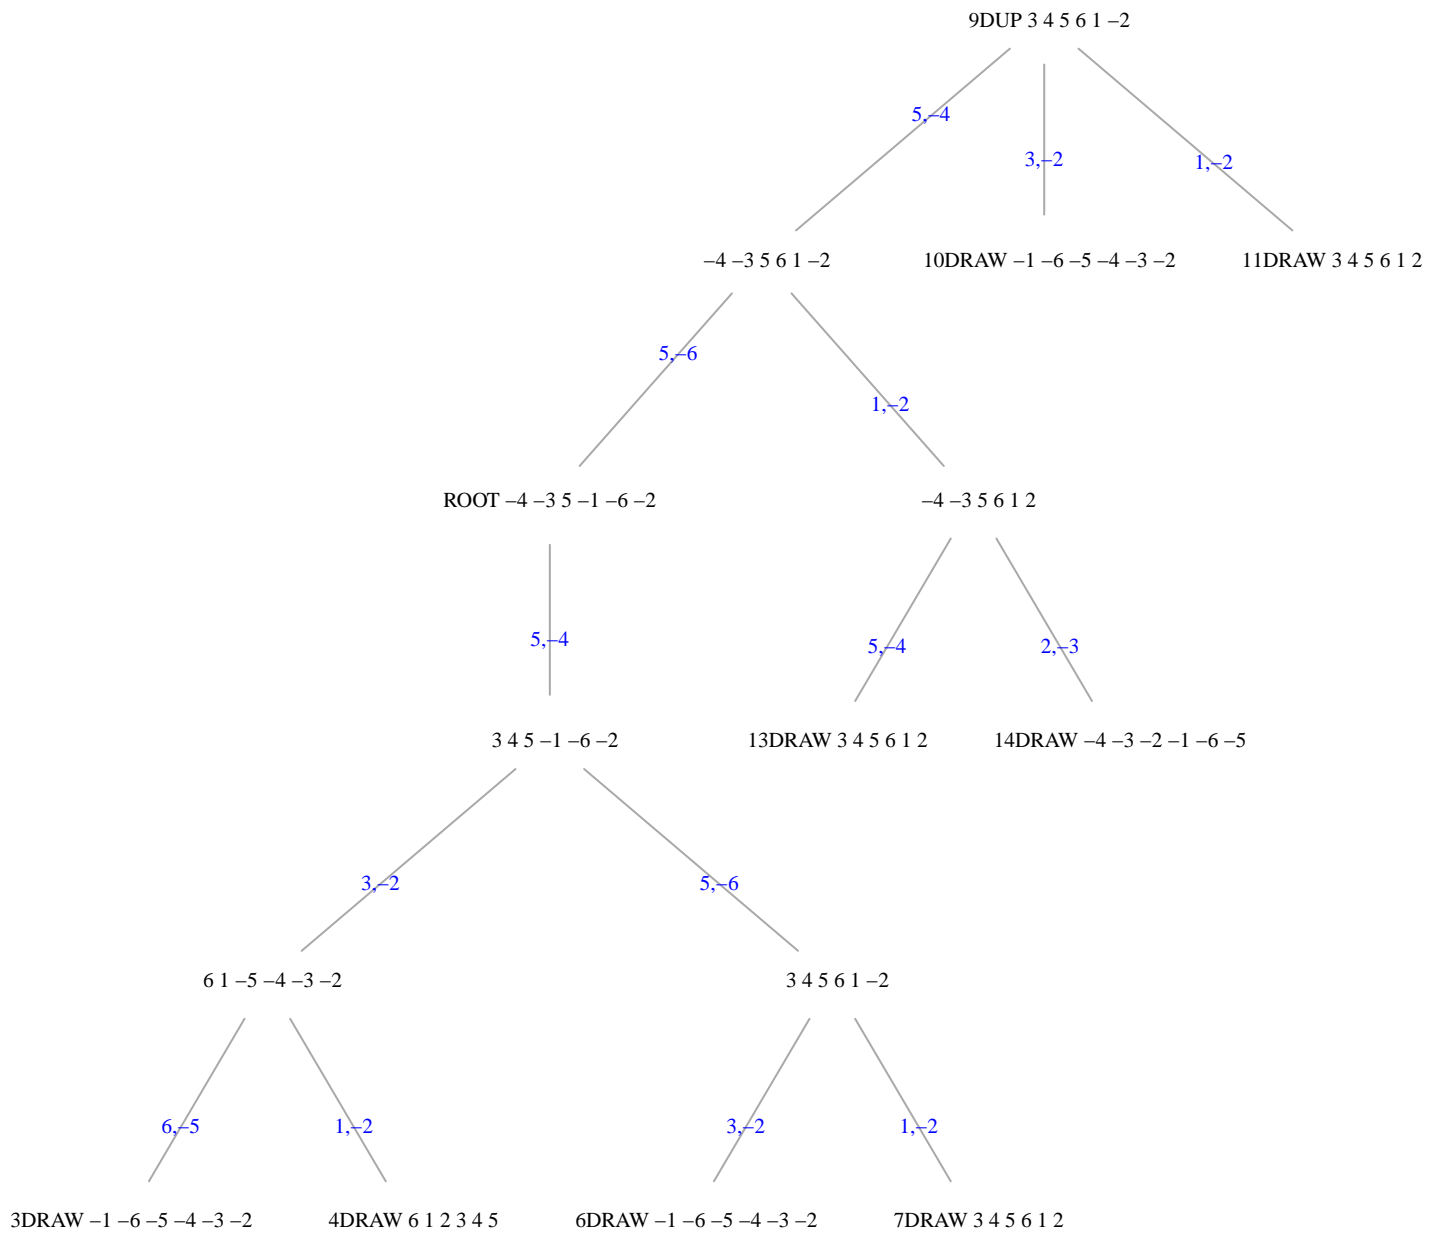 9DUP 3 4 5 6 1 –2
5,–4
3,–2
1,–2
–4 –3 5 6 1 –2
10DRAW –1 –6 –5 –4 –3 –2
11DRAW 3 4 5 6 1 2
5,–6
1,–2
ROOT –4 –3 5 –1 –6 –2
–4 –3 5 6 1 2
5,–4
5,–4
2,–3
3 4 5 –1 –6 –2
13DRAW 3 4 5 6 1 2
14DRAW –4 –3 –2 –1 –6 –5
3,–2
5,–6
6 1 –5 –4 –3 –2
3 4 5 6 1 –2
6,–5
1,–2
3,–2
1,–2
3DRAW –1 –6 –5 –4 –3 –2
4DRAW 6 1 2 3 4 5
6DRAW –1 –6 –5 –4 –3 –2
7DRAW 3 4 5 6 1 2